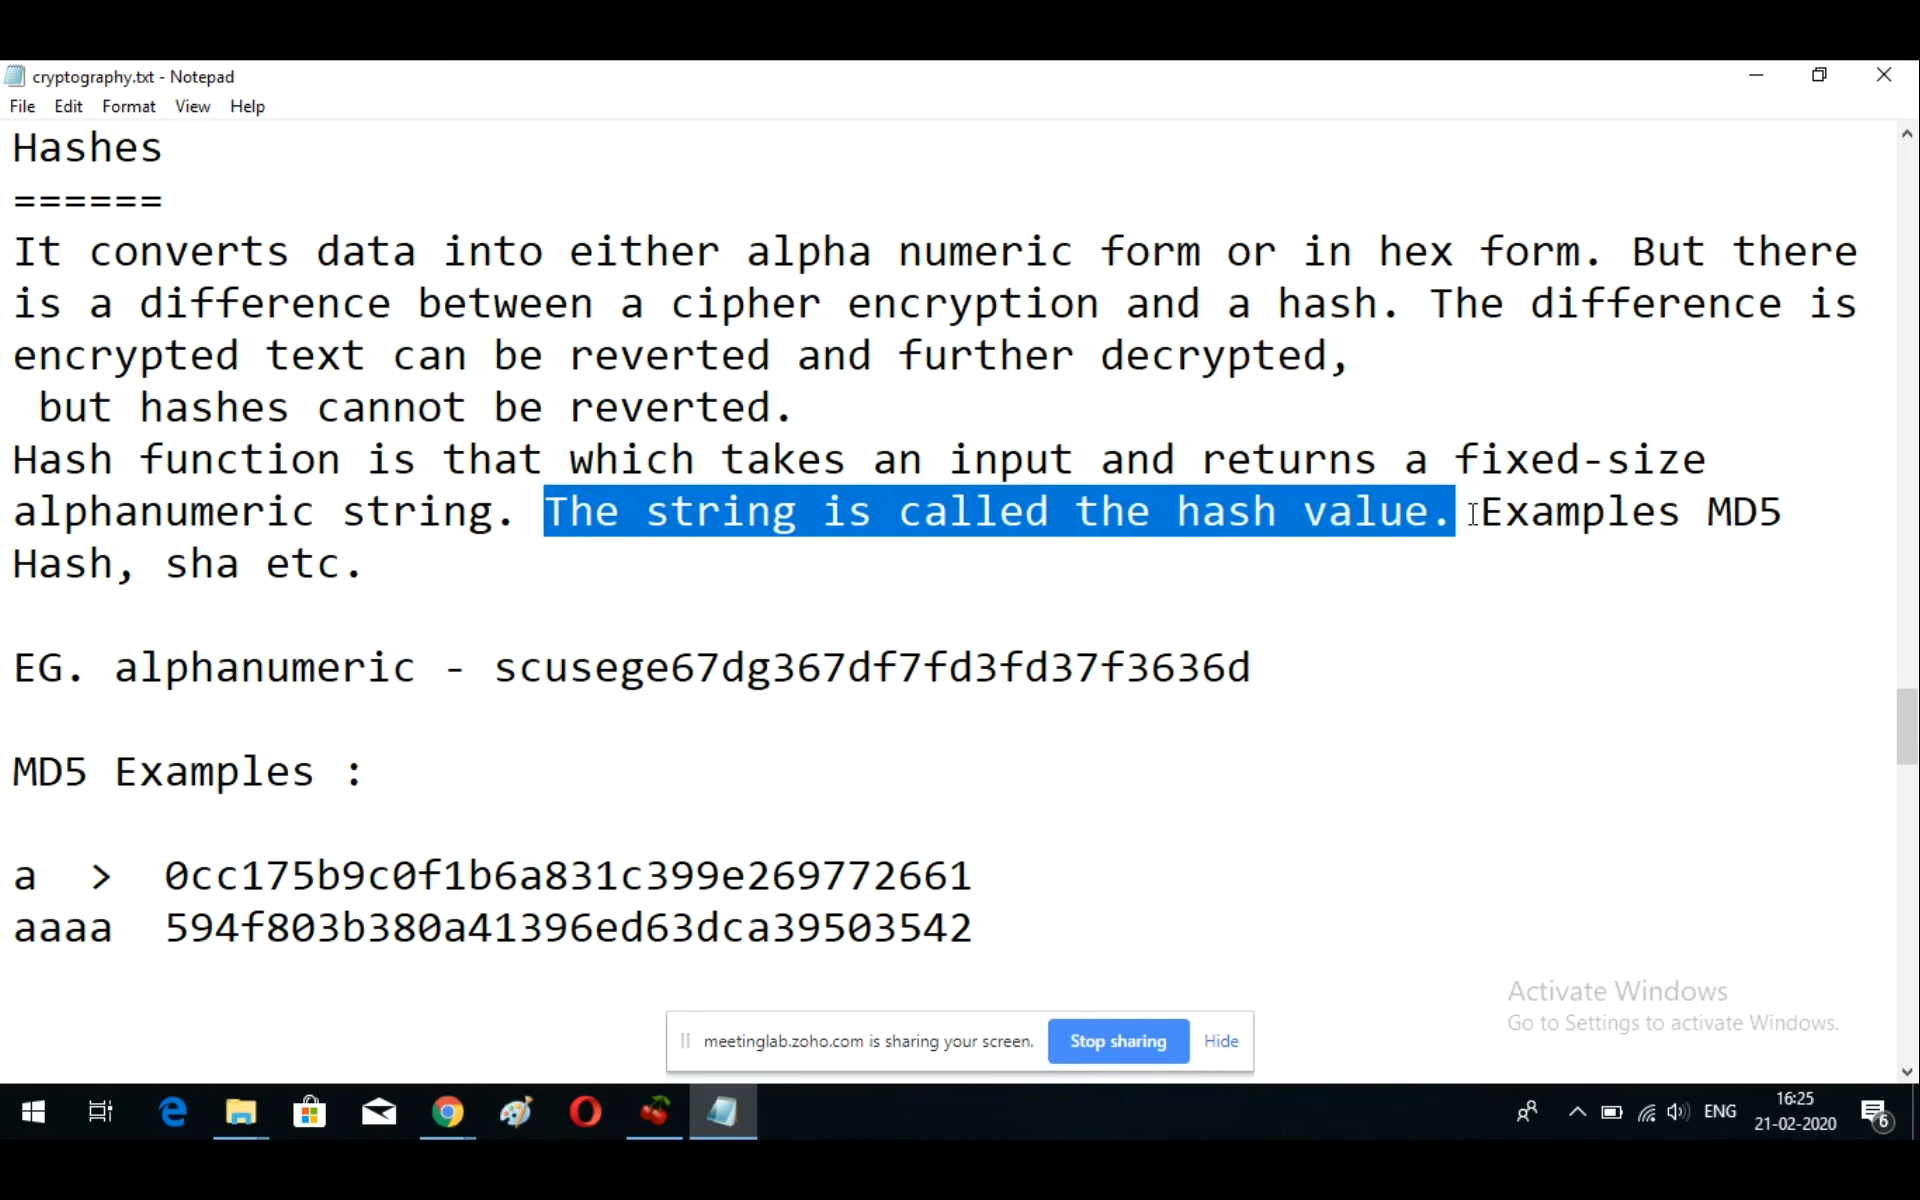 cryptography.txt - Notepad
File Edit Format View Help
Hashes
======
It converts data into either alpha numeric form or in hex form. But there
is a difference between a cipher encryption and a hash. The difference is
encrypted text can be reverted and further decrypted,
but hashes cannot be reverted.
Hash function is that which takes an input and returns a fixed-size
alphanumeric string. The string is called the hash value. Examples MD5
Hash, sha etc.
EG. alphanumeric - scusege67dg367df7fd3fd37f3636d
MD5 Examples :
a > 0cc175b9c0f1b6a831c399e269772661
aaaa 594f803b380a41396ed63dca39503542
Activate Windows
Go to Settings to activate Windows.
meetinglab.zoho.com is sharing your screen. Stop sharing Hide
ENG
16:25
21-02-2020
6